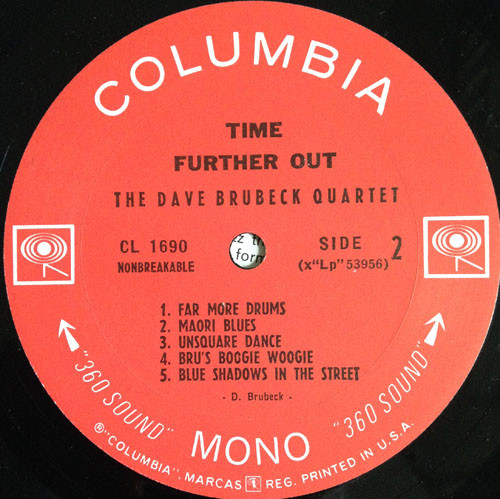 COLUMBIA
TIME
FURTHER OUT
THE DAVE BRUBECK QUARTET
CL 1690
NONBREAKABLE
SIDE 2
(x"Lp" 53956)
form
1. FAR MORE DRUMS
2. MAORI BLUES
3. UNSQUARE DANCE
4. BRU'S BOOGIE WOOGIE
5. BLUE SHADOWS IN THE STREET
- D. Brubeck -
"360 SOUND"
MONO
"360 SOUND"
® "COLUMBIA". MARCAS REG. PRINTED IN U.S.A.